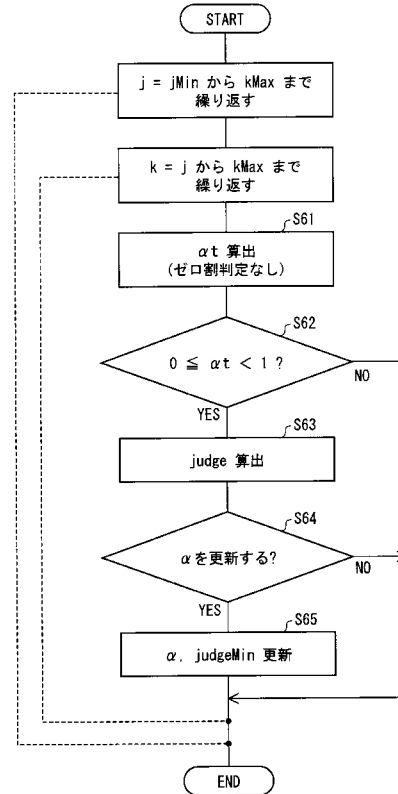 START
j = jMin から kMax まで
繰り返す
k = j から kMax まで
繰り返す
S61
αt 算出
(ゼロ割判定なし)
S62
0 ≦ αt < 1 ?
NO
YES
S63
judge 算出
S64
αを更新する?
NO
YES
S65
α, judgeMin 更新
END